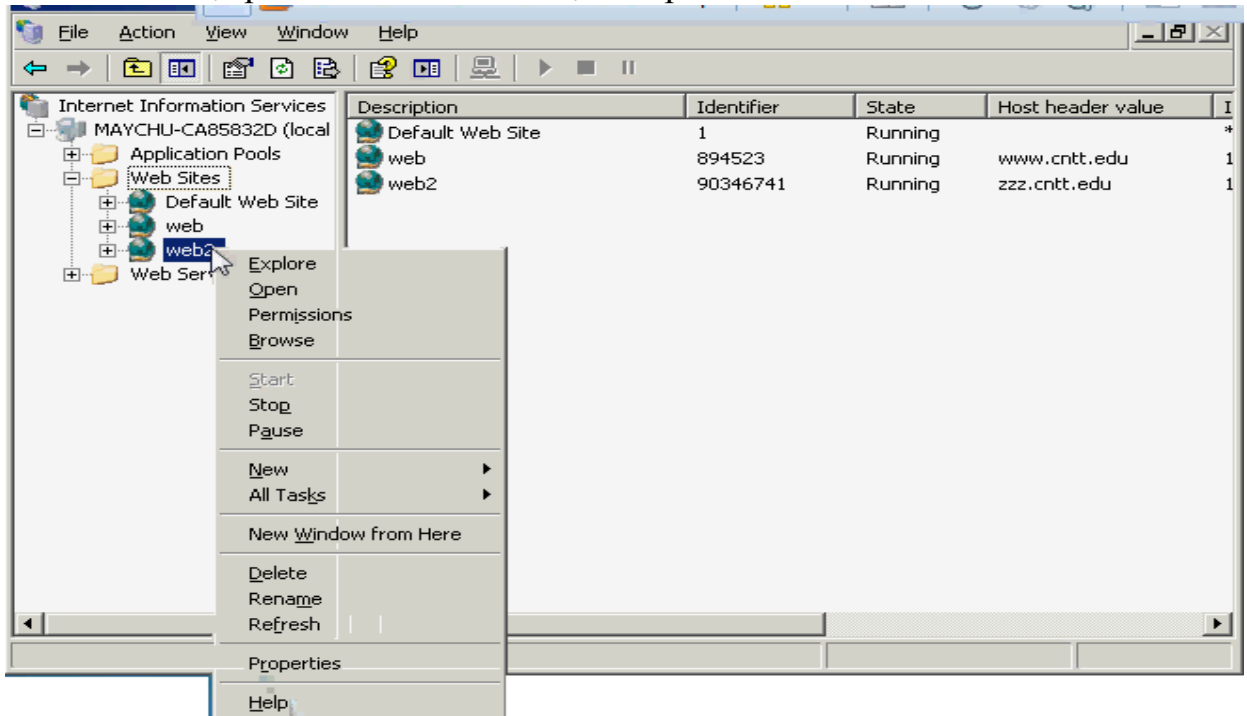 File Action View Window Help
Internet Information Services
MAYCHU-CA85832D (local
Application Pools
Web Sites
Default Web Site
web
web2
Web Ser
Description Identifier State Host header value I
Default Web Site 1 Running *
web 894523 Running www.cntt.edu 1
web2 90346741 Running zzz.cntt.edu 1
Explore
Open
Permissions
Browse
Start
Stop
Pause
New
All Tasks
New Window from Here
Delete
Rename
Refresh
Properties
Help